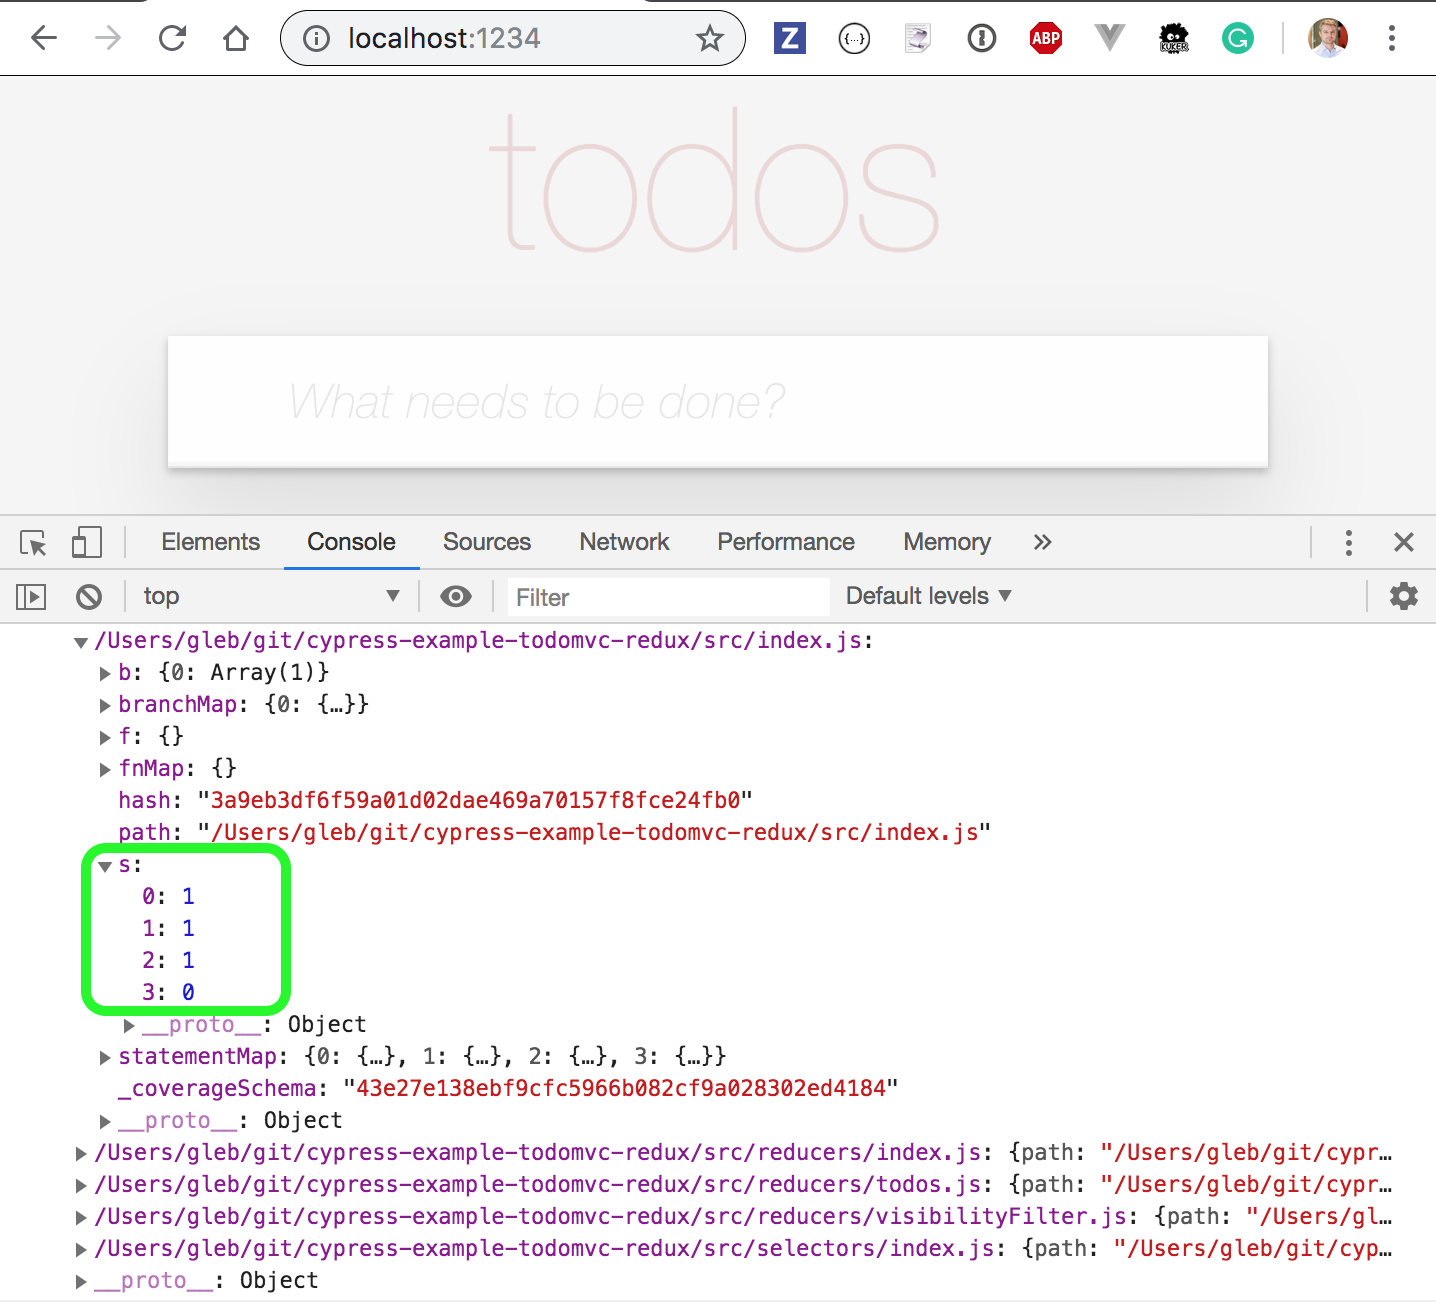 localhost:1234
Z
{...}
ABP
KUKER
todos
What needs to be done?
Elements Console Sources Network Performance Memory »
top Filter Default levels
/Users/gleb/git/cypress-example-todomvc-redux/src/index.js:
b: {0: Array(1)}
branchMap: {0: {…}}
f: {}
fnMap: {}
hash: "3a9eb3df6f59a01d02dae469a70157f8fce24fb0"
path: "/Users/gleb/git/cypress-example-todomvc-redux/src/index.js"
s:
0: 1
1: 1
2: 1
3: 0
__proto__: Object
statementMap: {0: {…}, 1: {…}, 2: {…}, 3: {…}}
_coverageSchema: "43e27e138ebf9cfc5966b082cf9a028302ed4184"
__proto__: Object
/Users/gleb/git/cypress-example-todomvc-redux/src/reducers/index.js: {path: "/Users/gleb/git/cypr…
/Users/gleb/git/cypress-example-todomvc-redux/src/reducers/todos.js: {path: "/Users/gleb/git/cypr…
/Users/gleb/git/cypress-example-todomvc-redux/src/reducers/visibilityFilter.js: {path: "/Users/gl…
/Users/gleb/git/cypress-example-todomvc-redux/src/selectors/index.js: {path: "/Users/gleb/git/cyp…
__proto__: Object